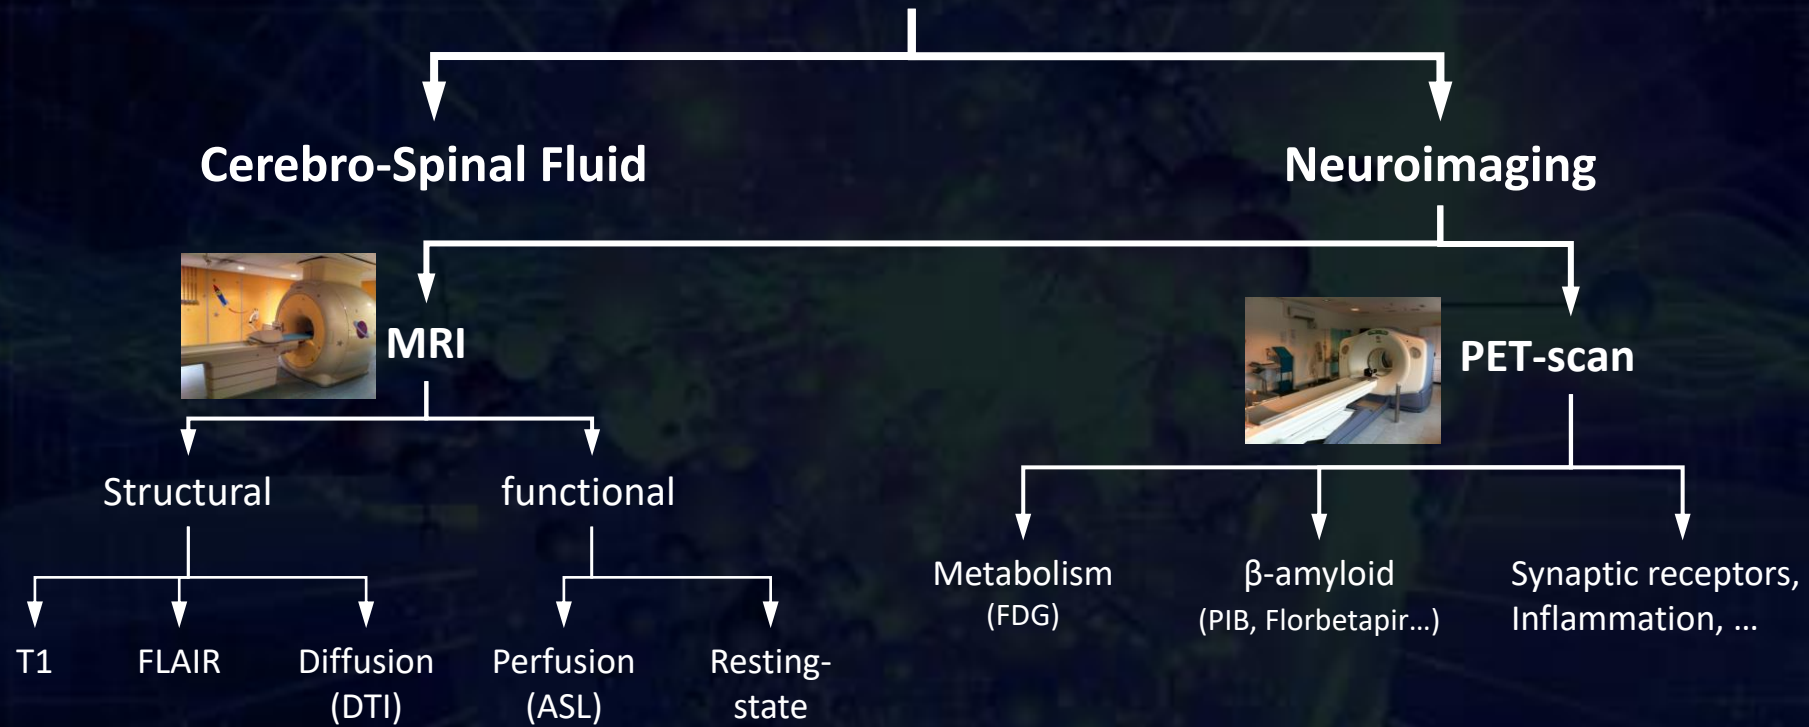 Cerebro-Spinal Fluid
Neuroimaging
MRI
PET-scan
Structural
functional
Metabolism
(FDG)
β-amyloid
(PIB, Florbetapir...)
Synaptic receptors,
Inflammation, ...
T1
FLAIR
Diffusion
(DTI)
Perfusion
(ASL)
Resting-
state